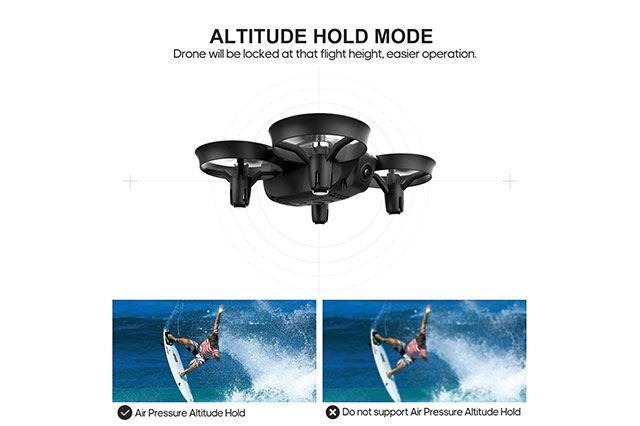 ALTITUDE HOLD MODE
Drone will be locked at that flight height, easier operation.
Air Pressure Altitude Hold
Do not support Air Pressure Altitude Hold